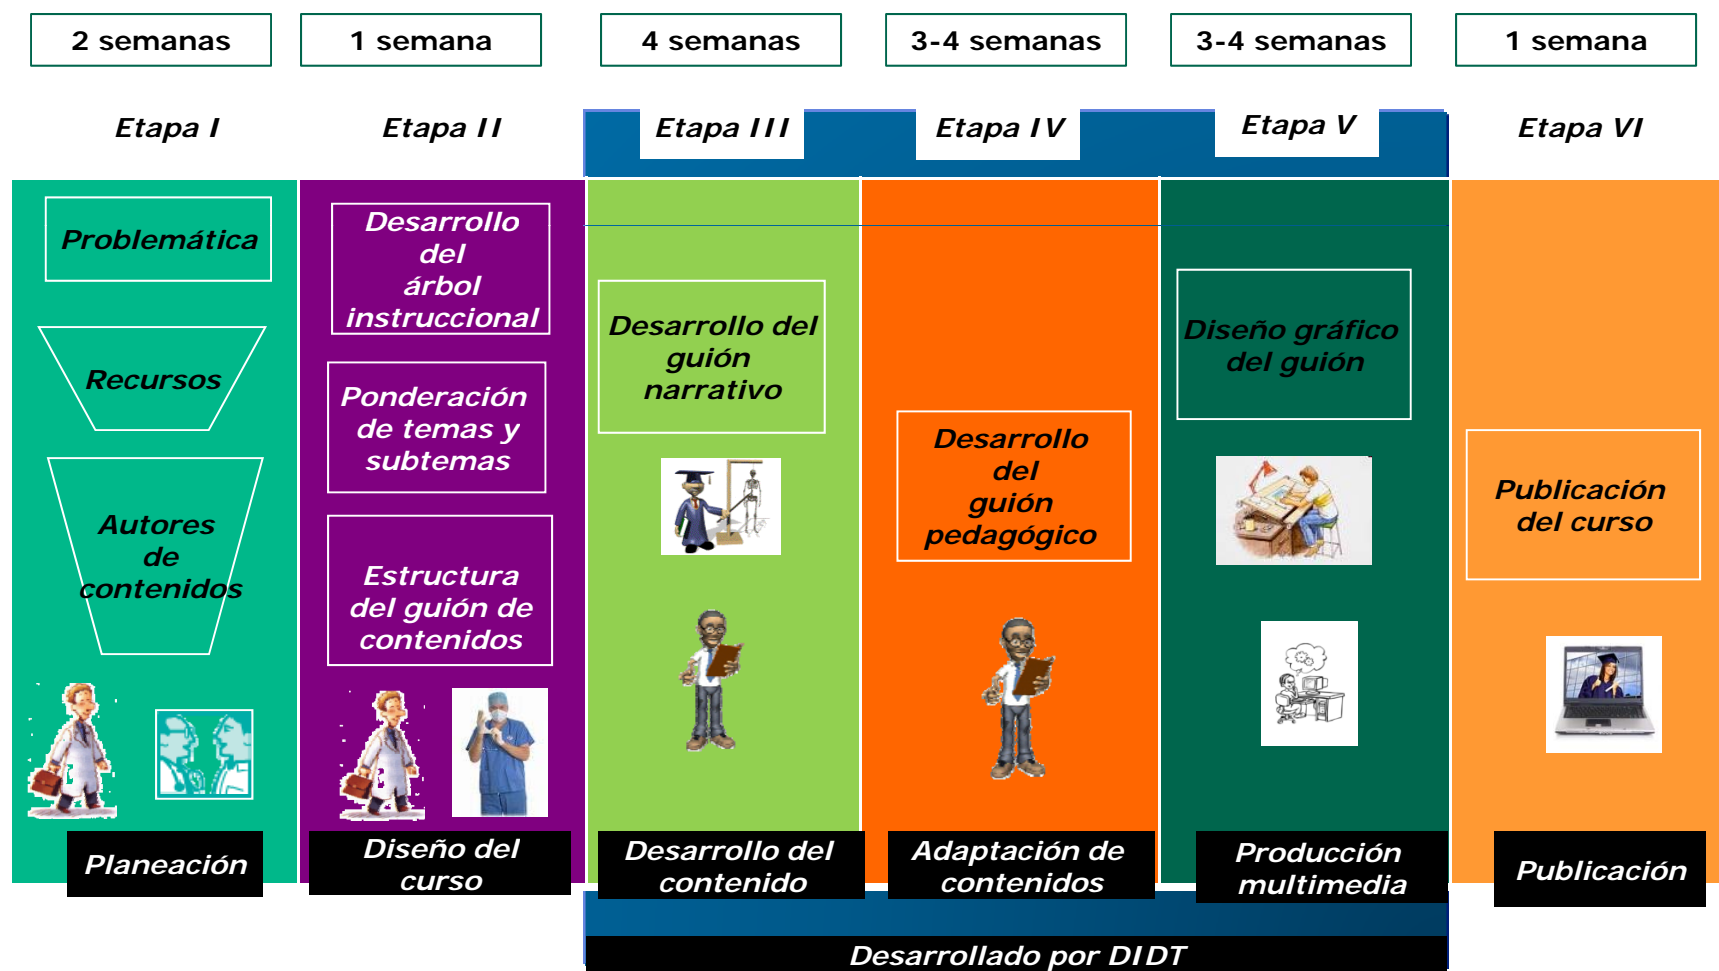 2 semanas
1 semana
4 semanas
3-4 semanas
3-4 semanas
1 semana
Etapa I
Etapa II
Etapa III
Etapa IV
Etapa V
Etapa VI
Problemática
Recursos
Autores
de
contenidos
Planeación
Desarrollo
del
árbol
instruccional
Ponderación
de temas y
subtemas
Estructura
del guión de
contenidos
Diseño del
curso
Desarrollo del
guión
narrativo
Desarrollo del
contenido
Desarrollo
del
guión
pedagógico
Adaptación de
contenidos
Diseño gráfico
del guión
Producción
multimedia
Publicación
del curso
Publicación
Desarrollado por DIDT